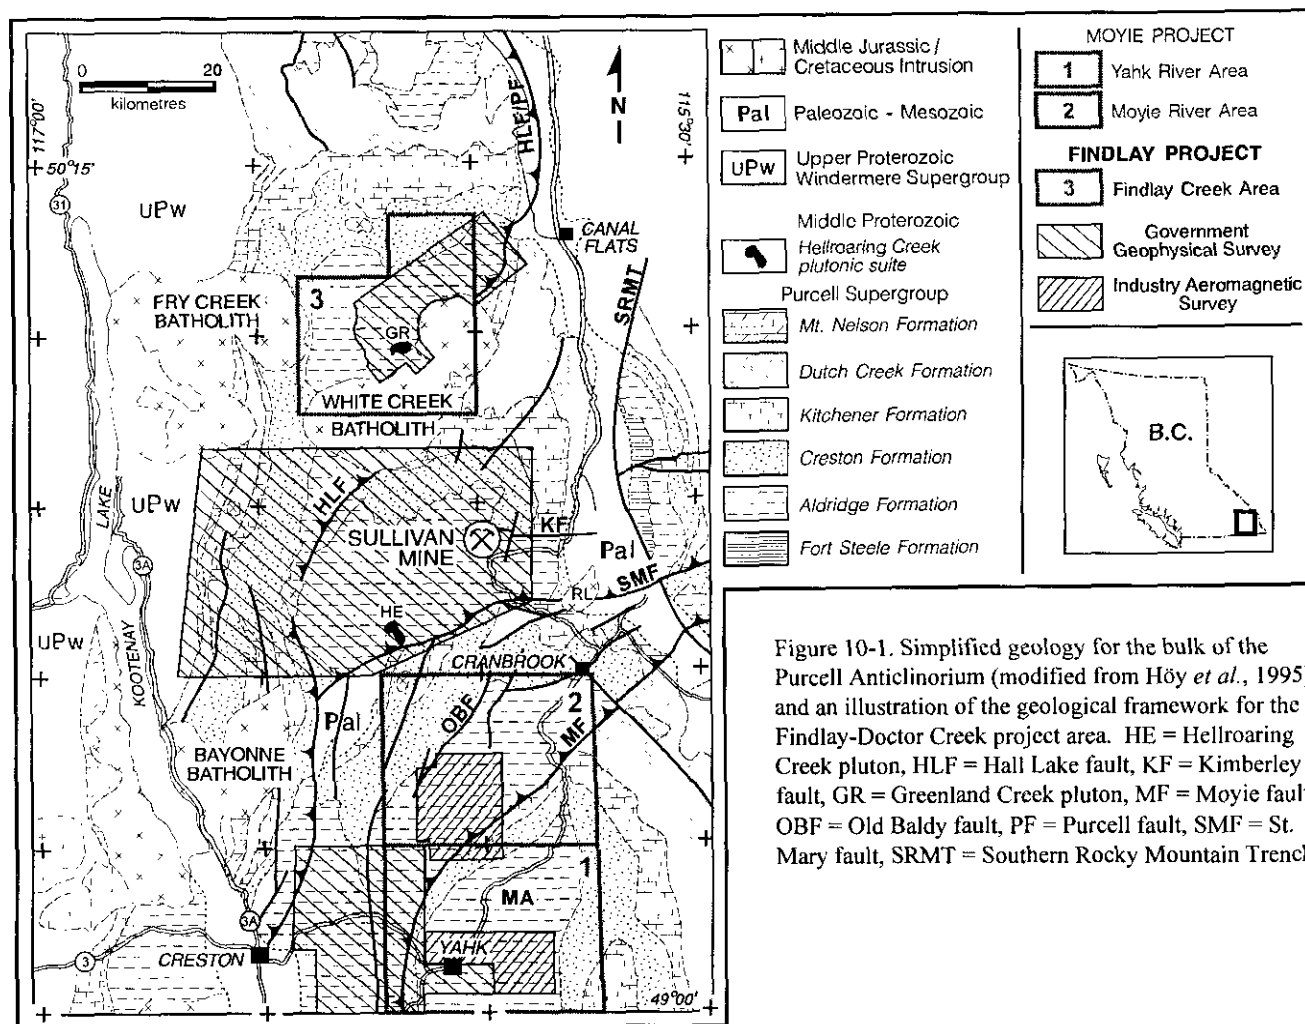 0 20
kilometres
N
117°00'
50°15'
115°30'
HLF/PF
31
UPw
CANAL
FLATS
SRMT
3
FRY CREEK
BATHOLITH
GR
WHITE CREEK
BATHOLITH
HLF
LAKE
UPw
SULLIVAN
MINE
KF
Pal
SMF
3A
RL
HE
UPw
KOOTENAY
CRANBROOK
2
Pal
OBF
MF
BAYONNE
BATHOLITH
1
MA
3A
3
CRESTON
YAHK
49°00'
Middle Jurassic /
Cretaceous Intrusion
Pal Paleozoic - Mesozoic
UPw Upper Proterozoic
Windermere Supergroup
Middle Proterozoic
Hellroaring Creek
plutonic suite
Purcell Supergroup
Mt. Nelson Formation
Dutch Creek Formation
Kitchener Formation
Creston Formation
Aldridge Formation
Fort Steele Formation
MOYIE PROJECT
1 Yahk River Area
2 Moyie River Area
FINDLAY PROJECT
3 Findlay Creek Area
Government
Geophysical Survey
Industry Aeromagnetic
Survey
B.C.
Figure 10-1. Simplified geology for the bulk of the
Purcell Anticlinorium (modified from Höy et al., 1995)
and an illustration of the geological framework for the
Findlay-Doctor Creek project area. HE = Hellroaring
Creek pluton, HLF = Hall Lake fault, KF = Kimberley
fault, GR = Greenland Creek pluton, MF = Moyie faul
OBF = Old Baldy fault, PF = Purcell fault, SMF = St.
Mary fault, SRMT = Southern Rocky Mountain Trencl